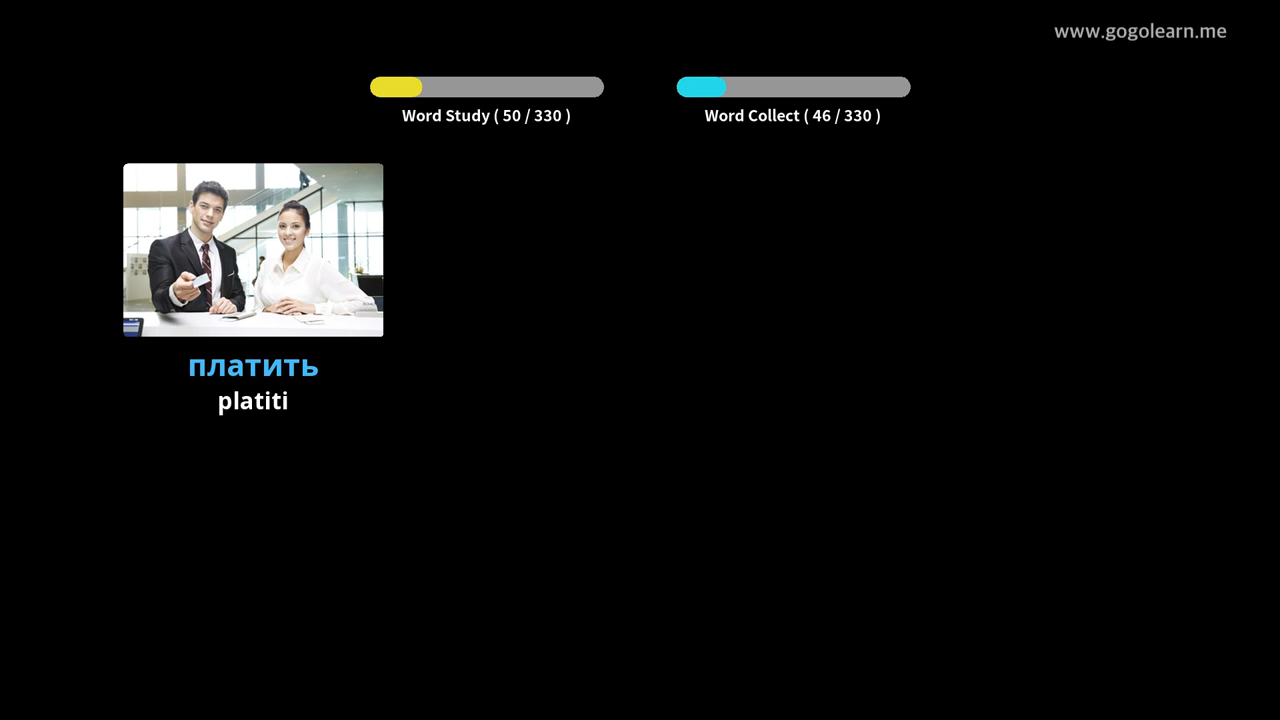 www.gogolearn.me
Word Study ( 50 / 330 )
Word Collect ( 46 / 330 )
платить
platiti